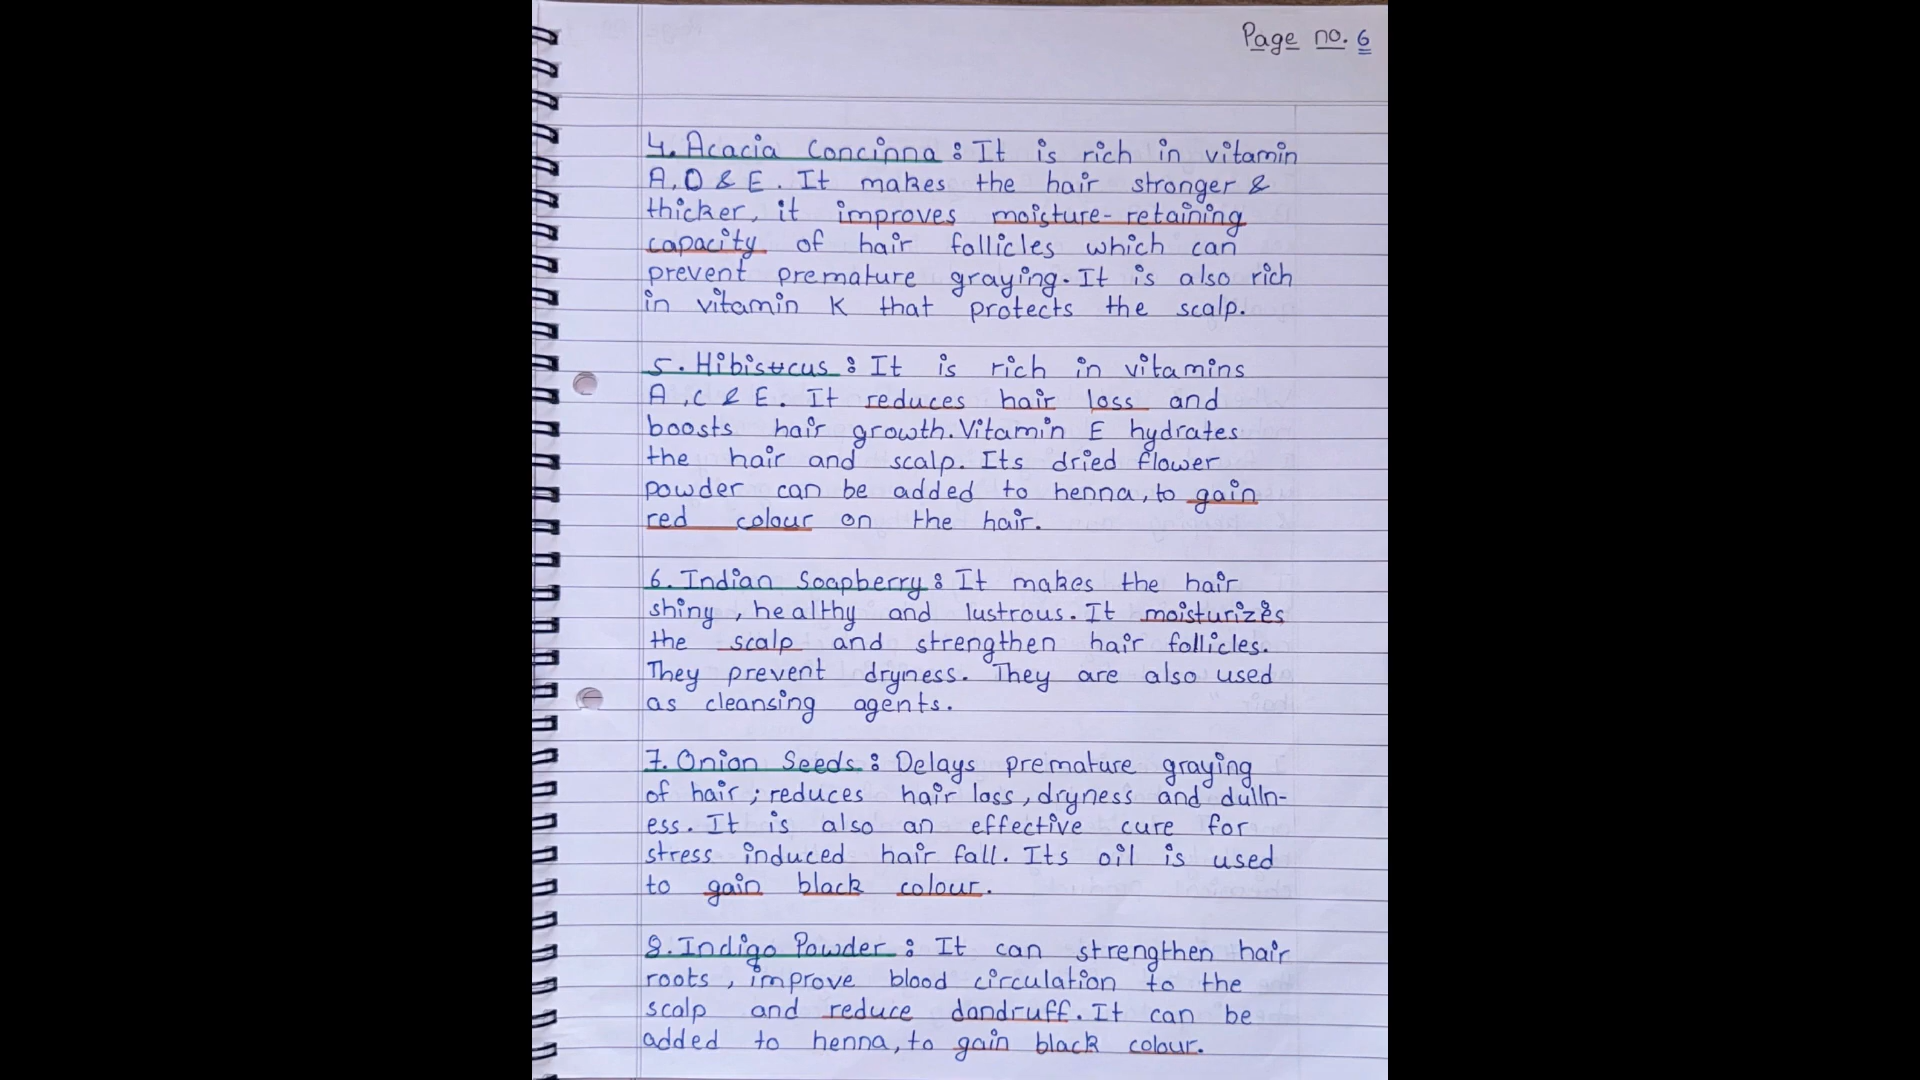 Page no. 6
4. Acacia Concinna : It is rich in vitamin
A, D & E. It makes the hair stronger &
thicker, it improves moisture-retaining
capacity of hair follicles which can
prevent premature graying. It is also rich
in vitamin K that protects the scalp.
5. Hibiscus : It is rich in vitamins
A, C & E. It reduces hair loss and
boosts hair growth. Vitamin E hydrates
the hair and scalp. Its dried flower
powder can be added to henna, to gain
red colour on the hair.
6. Indian Soapberry : It makes the hair
shiny, healthy and lustrous. It moisturizes
the scalp and strengthen hair follicles.
They prevent dryness. They are also used
as cleansing agents.
7. Onion Seeds : Delays premature graying
of hair ; reduces hair loss, dryness and dulln-
ess. It is also an effective cure for
stress induced hair fall. Its oil is used
to gain black colour.
8. Indigo Powder : It can strengthen hair
roots, improve blood circulation to the
scalp and reduce dandruff. It can be
added to henna, to gain black colour.